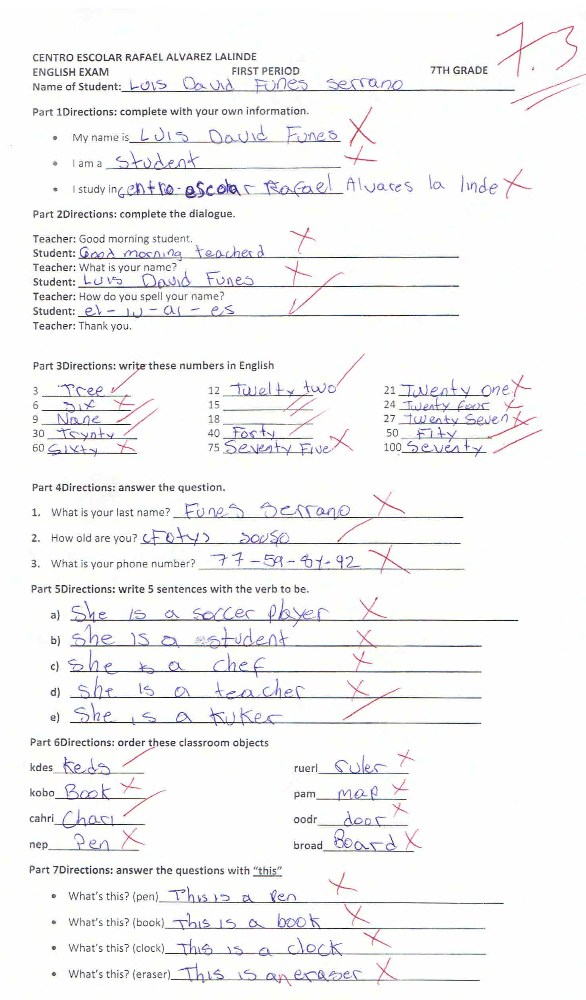 7.3
CENTRO ESCOLAR RAFAEL ALVAREZ LALINDE
ENGLISH EXAM FIRST PERIOD 7TH GRADE
Name of Student: Luis David Funes Serrano
Part 1Directions: complete with your own information.
• My name is Luis David Funes
• I am a Student
• I study in centro escolar Rafael Alvares la linde
Part 2Directions: complete the dialogue.
Teacher: Good morning student.
Student: Good morning teacherd
Teacher: What is your name?
Student: Luis David Funes
Teacher: How do you spell your name?
Student: el - iu - ai - es
Teacher: Thank you.
Part 3Directions: write these numbers in English
3 Tree 12 Twelty two 21 Twenty one
6 Six 15 24 Twenty four
9 Nane 18 27 twenty Seven
30 Trynty 40 Forty 50 Fity
60 Sixty 75 Seventy Five 100 Seventy
Part 4Directions: answer the question.
1. What is your last name? Funes Serrano
2. How old are you?
3. What is your phone number? 77-59-81-92
Part 5Directions: write 5 sentences with the verb to be.
a) She is a soccer player
b) She is a student
c) She is a chef
d) She is a teacher
e) She is a kuker
Part 6Directions: order these classroom objects
kdes Keds ruerl ruler
kobo Book pam map
cahri Chari oodr door
nep Pen broad Board
Part 7Directions: answer the questions with "this"
• What's this? (pen) This is a Pen
• What's this? (book) This is a book
• What's this? (clock) This is a clock
• What's this? (eraser) This is an eraser